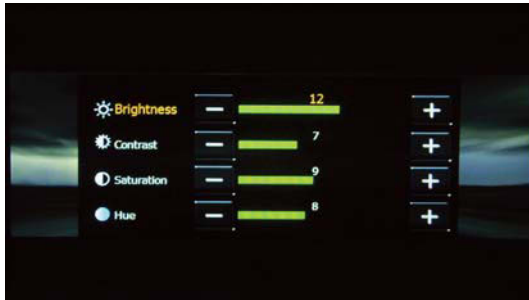 Brightness − 12 +
Contrast − 7 +
Saturation − 9 +
Hue − 8 +